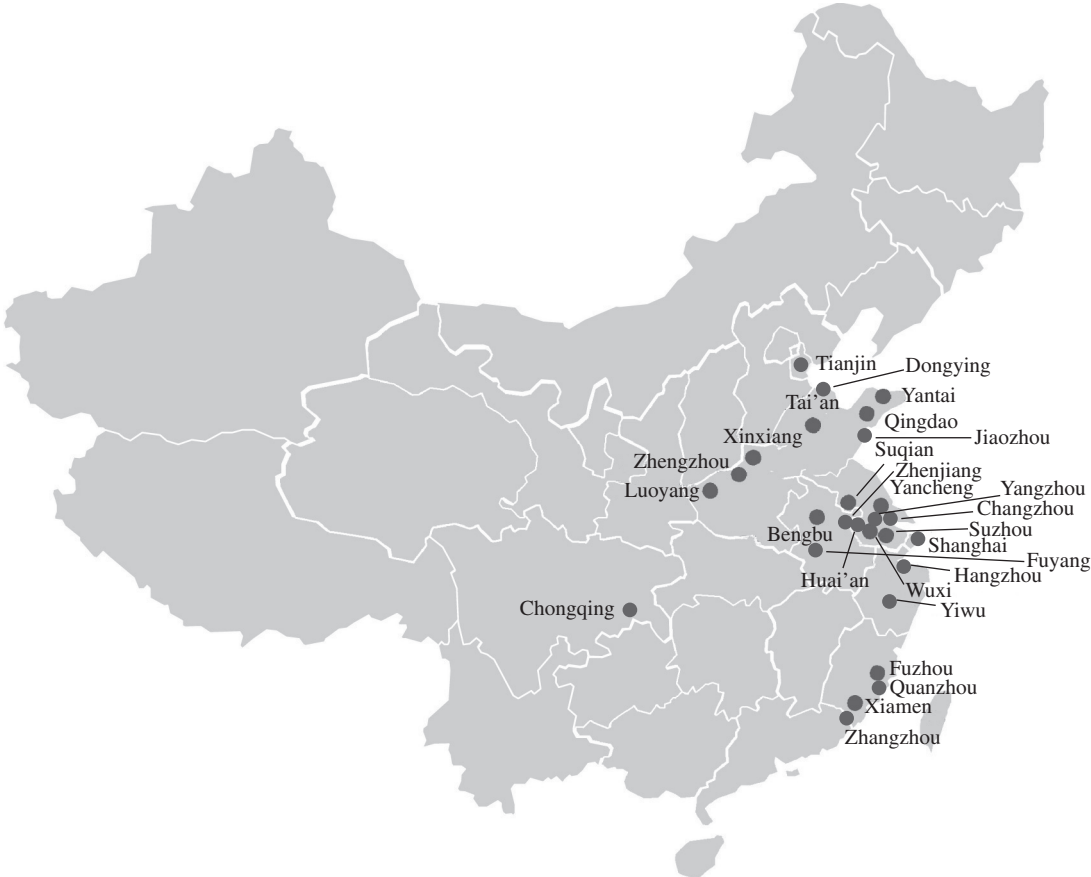 Tianjin
Dongying
Tai’an
Yantai
Qingdao
Jiaozhou
Xinxiang
Suqian
Zhengzhou
Zhenjiang
Luoyang
Yancheng
Yangzhou
Changzhou
Bengbu
Suzhou
Shanghai
Fuyang
Huai’an
Hangzhou
Wuxi
Chongqing
Yiwu
Fuzhou
Quanzhou
Xiamen
Zhangzhou